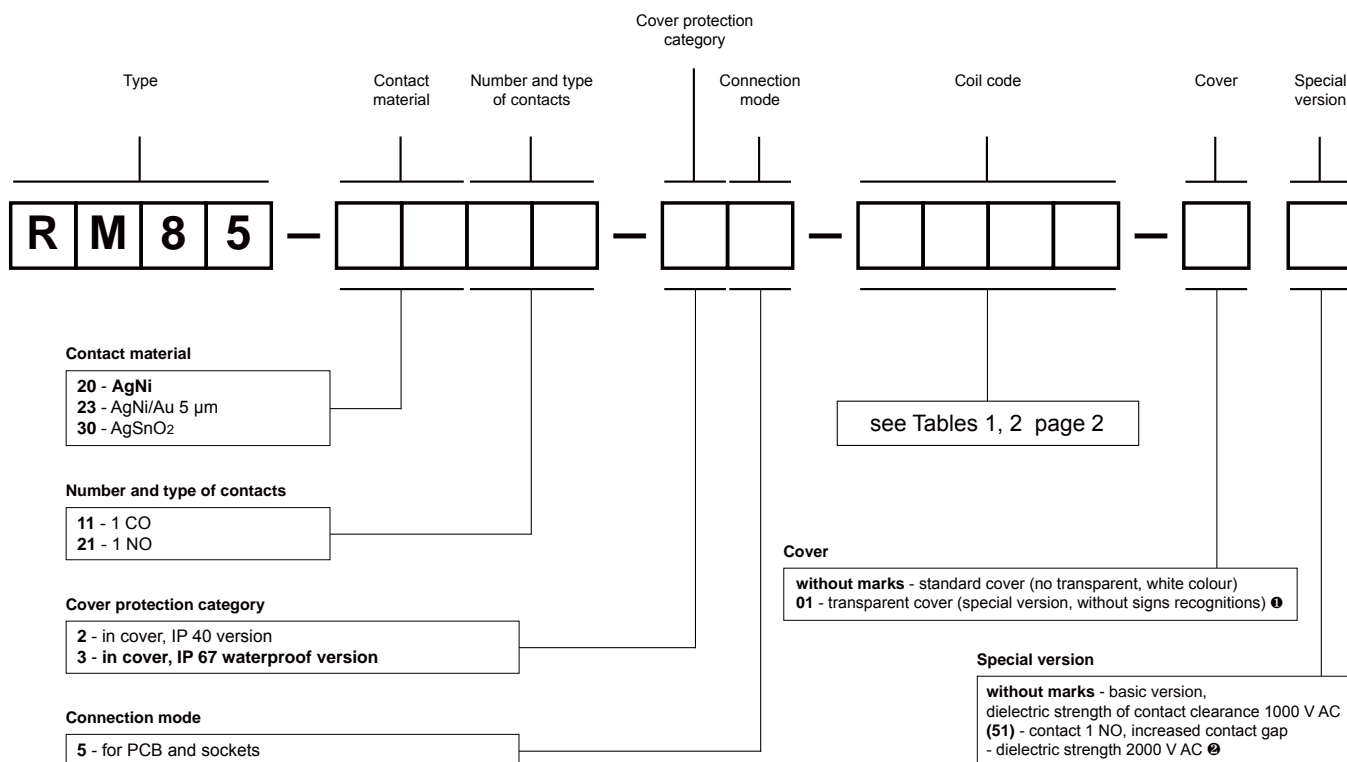 Cover protection
category
Type
Contact
material
Number and type
of contacts
Connection
mode
Coil code
Cover
Special
version
R M 8 5 – – – –
Contact material
20 - AgNi
23 - AgNi/Au 5 µm
30 - AgSnO2
see Tables 1, 2 page 2
Number and type of contacts
11 - 1 CO
21 - 1 NO
Cover
without marks - standard cover (no transparent, white colour)
01 - transparent cover (special version, without signs recognitions) ❶
Cover protection category
2 - in cover, IP 40 version
3 - in cover, IP 67 waterproof version
Special version
without marks - basic version,
dielectric strength of contact clearance 1000 V AC
(51) - contact 1 NO, increased contact gap
- dielectric strength 2000 V AC ❷
Connection mode
5 - for PCB and sockets